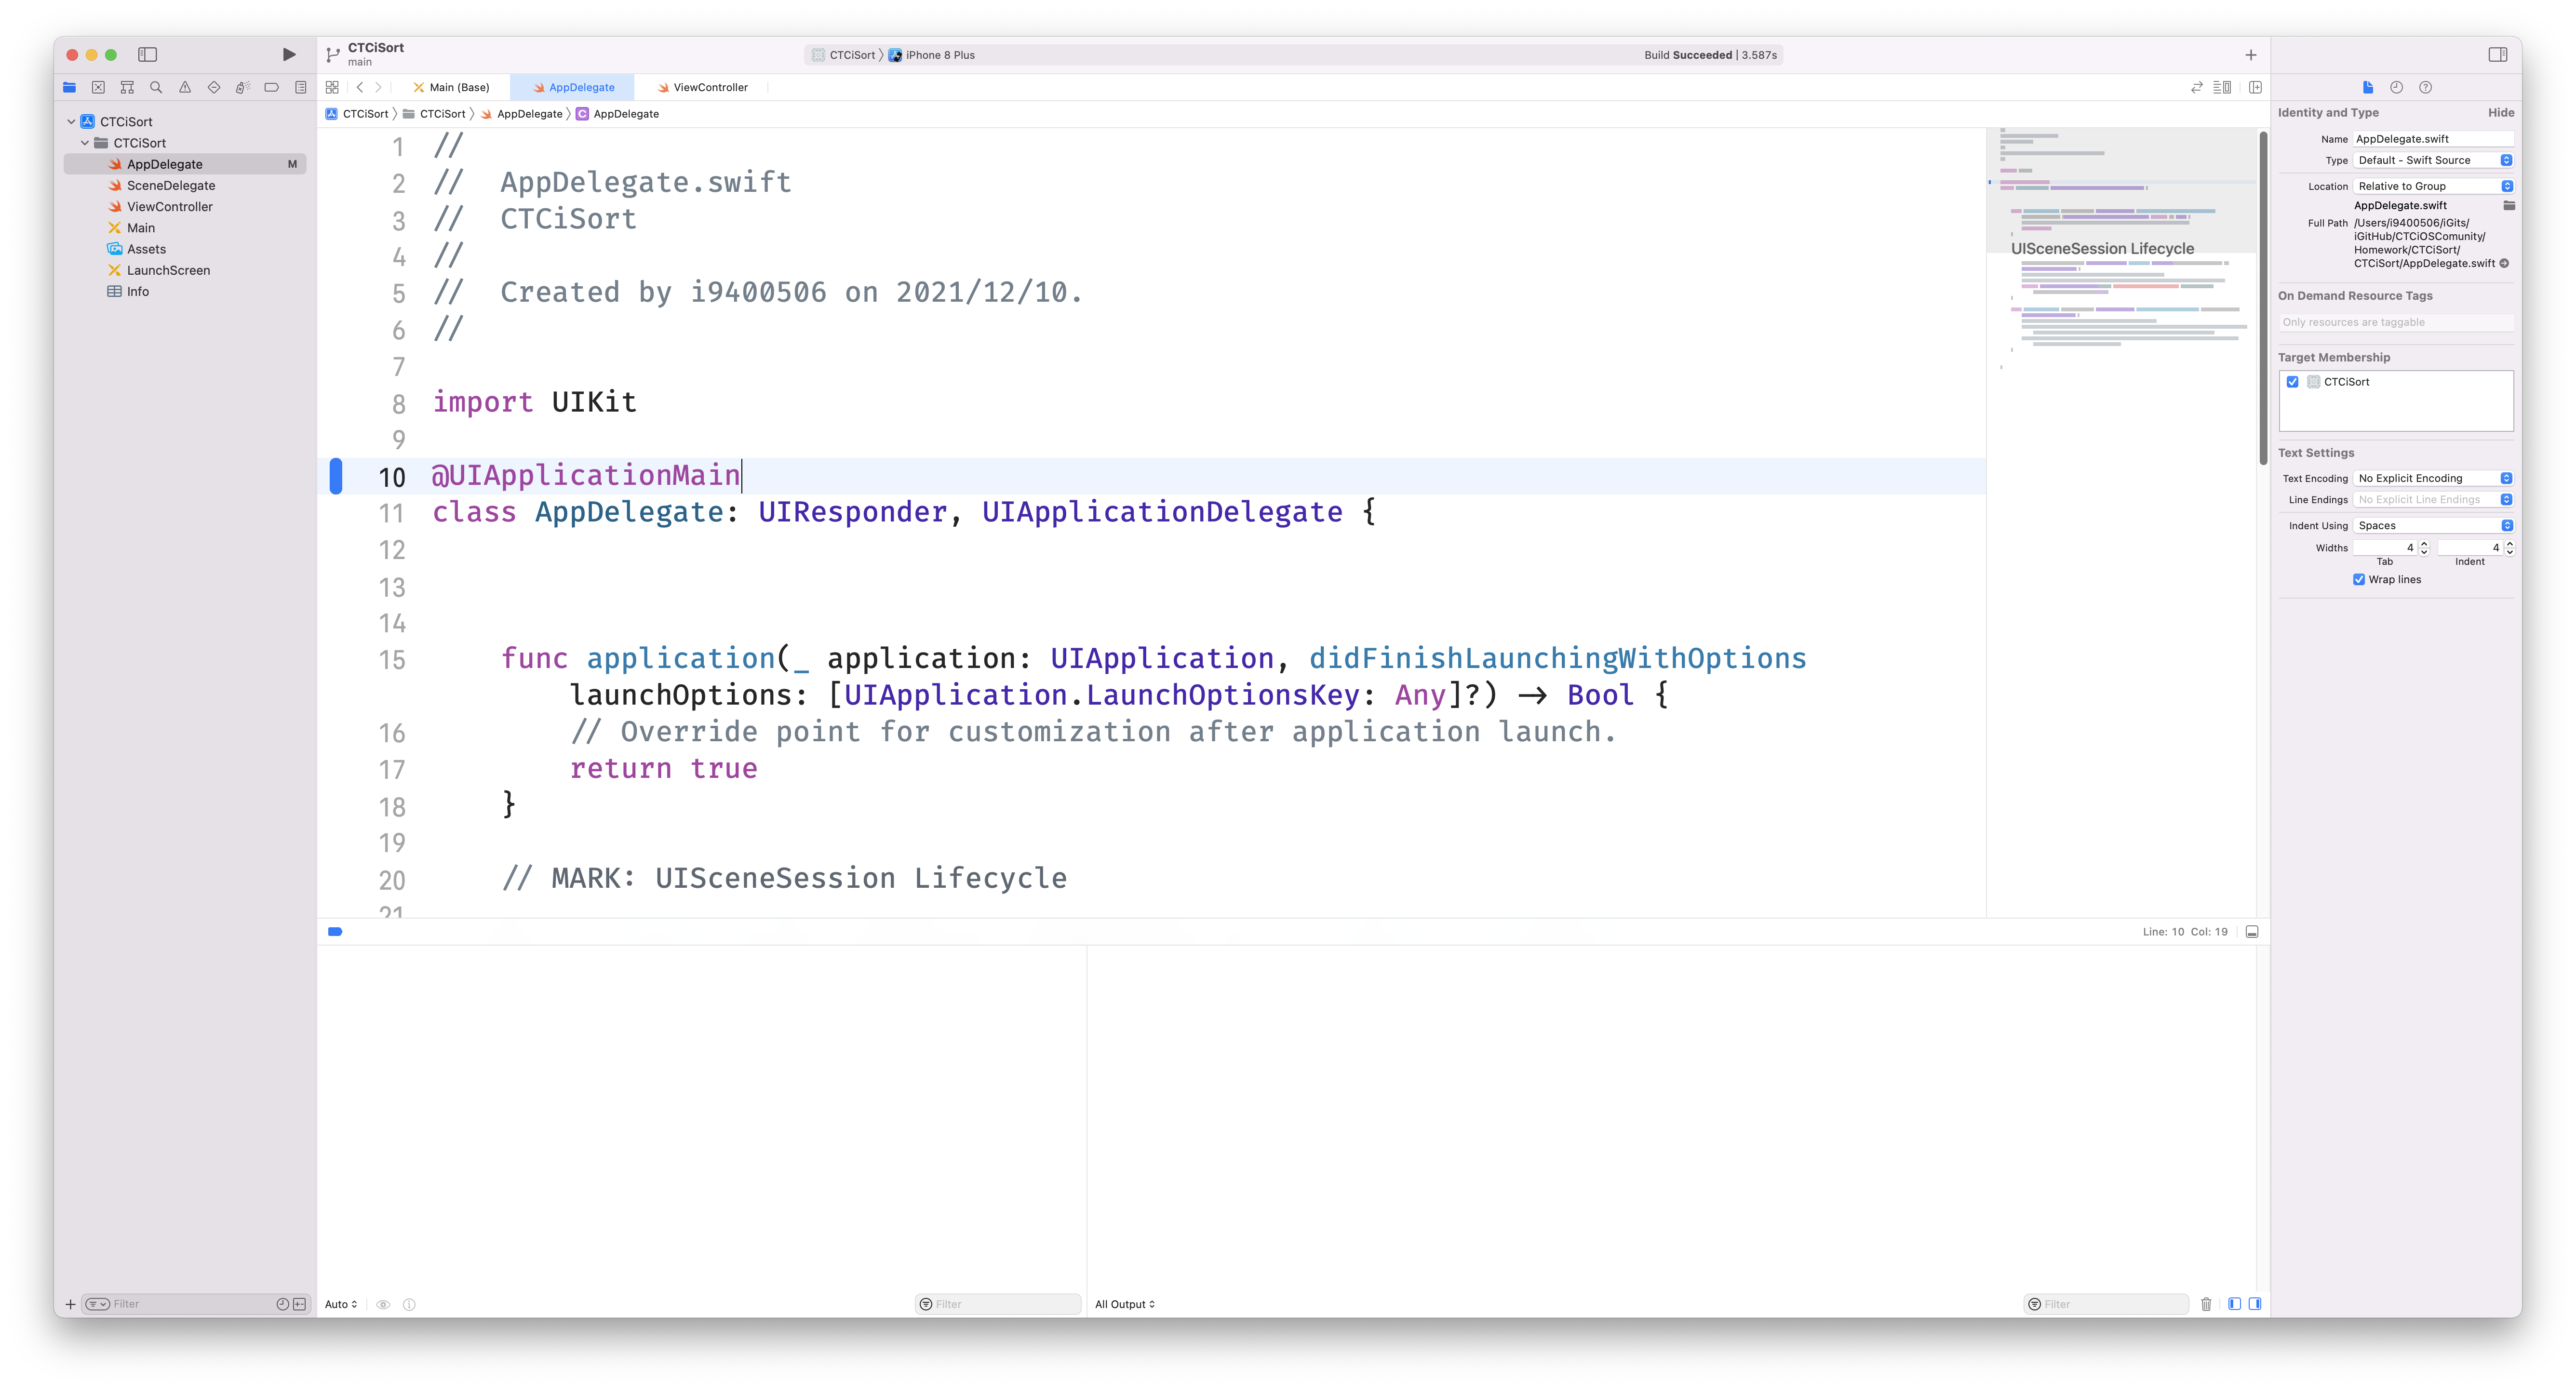 CTCiSort
main
CTCiSort 〉 iPhone 8 Plus
Build Succeeded | 3.587s
Main (Base)
AppDelegate
ViewController
CTCiSort 〉 CTCiSort 〉 AppDelegate 〉 C AppDelegate
CTCiSort
CTCiSort
AppDelegate M
SceneDelegate
ViewController
Main
Assets
LaunchScreen
Info
Filter
1 //
2 //  AppDelegate.swift
3 //  CTCiSort
4 //
5 //  Created by i9400506 on 2021/12/10.
6 //
7
8 import UIKit
9
10 @UIApplicationMain
11 class AppDelegate: UIResponder, UIApplicationDelegate {
12
13
14
15     func application(_ application: UIApplication, didFinishLaunchingWithOptions
launchOptions: [UIApplication.LaunchOptionsKey: Any]?) -> Bool {
16         // Override point for customization after application launch.
17         return true
18     }
19
20     // MARK: UISceneSession Lifecycle
21
UISceneSession Lifecycle
Line: 10 Col: 19
Auto
Filter
All Output
Filter
Identity and Type Hide
Name AppDelegate.swift
Type Default - Swift Source
Location Relative to Group
AppDelegate.swift
Full Path /Users/i9400506/iGits/
iGitHub/CTCiOSComunity/
Homework/CTCiSort/
CTCiSort/AppDelegate.swift
On Demand Resource Tags
Only resources are taggable
Target Membership
CTCiSort
Text Settings
Text Encoding No Explicit Encoding
Line Endings No Explicit Line Endings
Indent Using Spaces
Widths 4 4
Tab Indent
Wrap lines